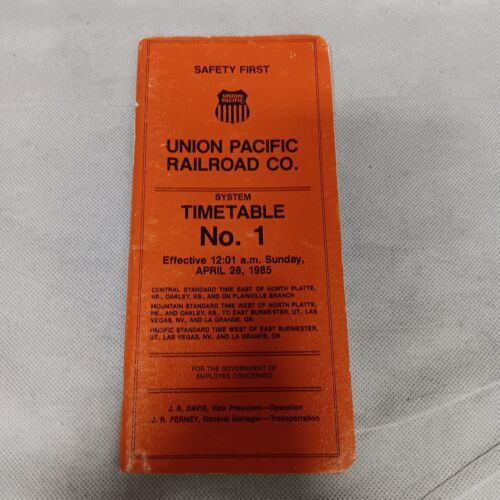 SAFETY FIRST
UNION
PACIFIC
UNION PACIFIC
RAILROAD CO.
SYSTEM
TIMETABLE
No. 1
Effective 12:01 a.m. Sunday,
APRIL 28, 1985
CENTRAL STANDARD TIME EAST OF NORTH PLATTE,
NE., OAKLEY, KS., AND ON PLAINVILLE BRANCH
MOUNTAIN STANDARD TIME WEST OF NORTH PLATTE,
NE., AND OAKLEY, KS., TO EAST BURMESTER, UT., LAS
VEGAS, NV., AND LA GRANDE, OR.
PACIFIC STANDARD TIME WEST OF EAST BURMESTER,
UT., LAS VEGAS, NV., AND LA GRANDE, OR.
FOR THE GOVERNMENT OF
EMPLOYES CONCERNED
J. R. DAVIS, Vice President—Operation
J. R. FERNEY, General Manager—Transportation